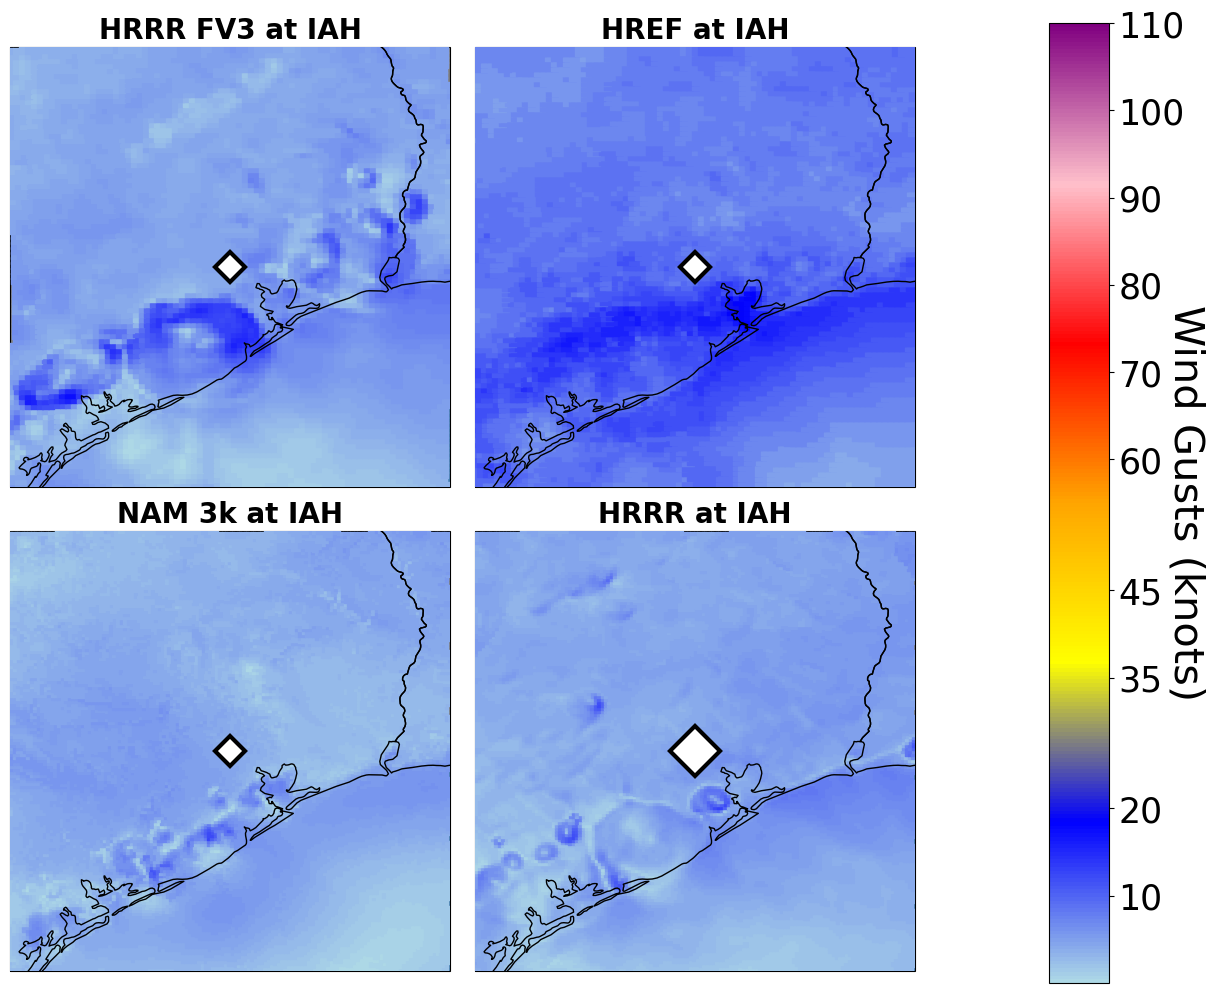 HRRR FV3 at IAH
HREF at IAH
NAM 3k at IAH
HRRR at IAH
110
100
90
80
70
60
45
35
20
10
Wind Gusts (knots)